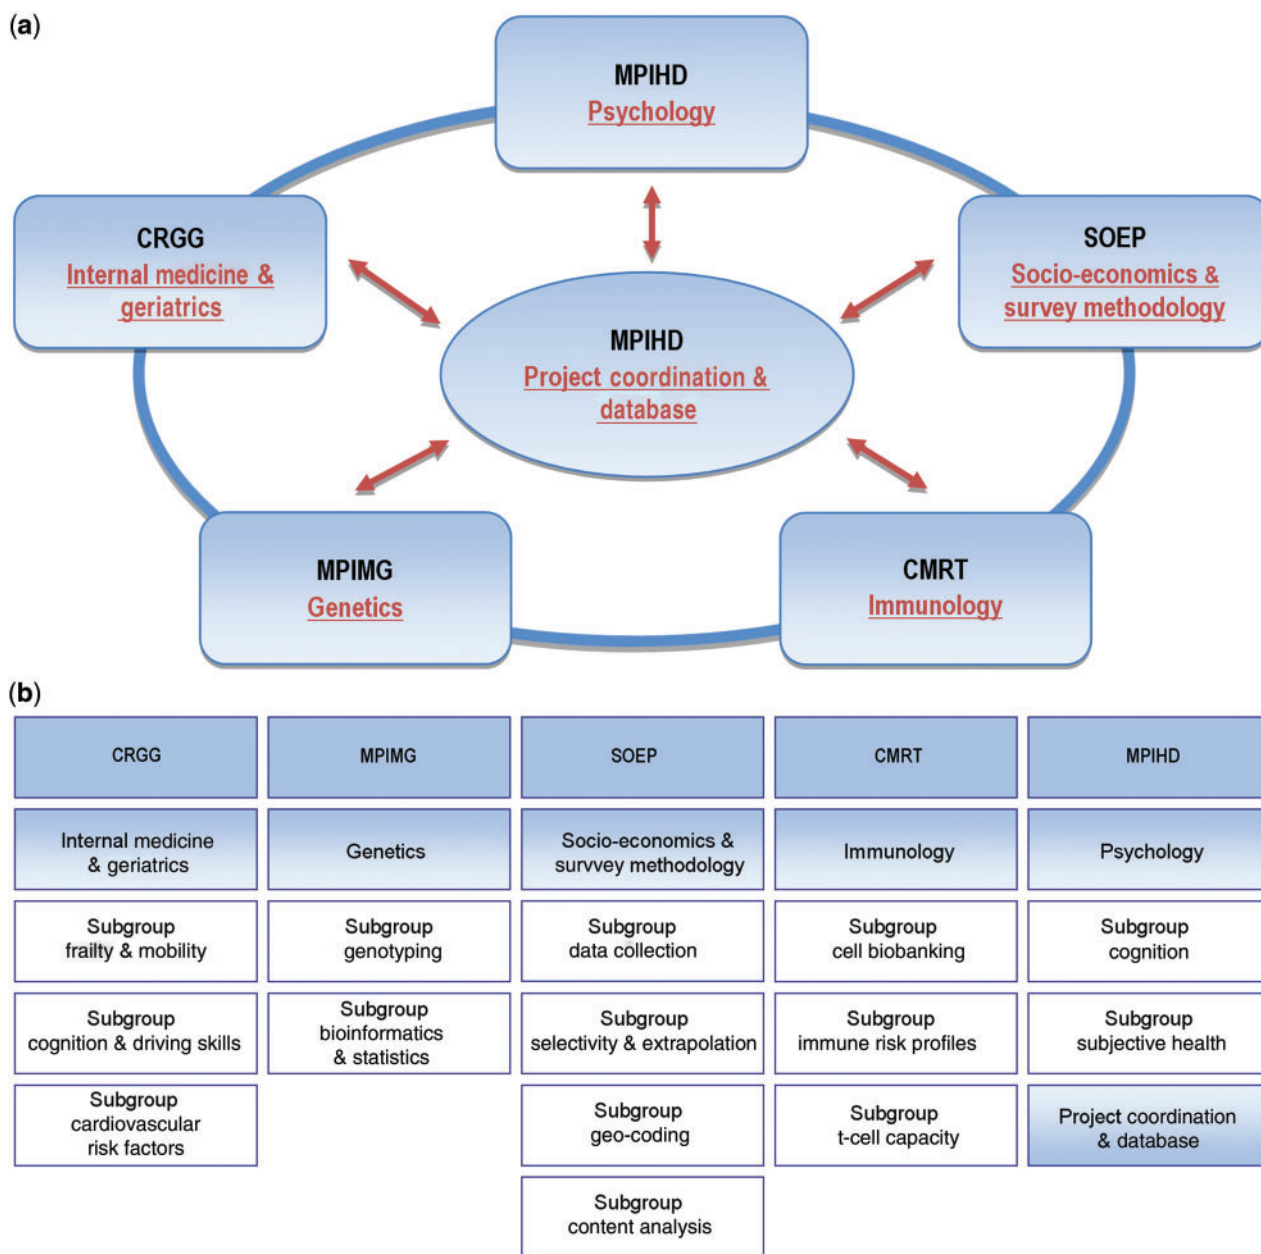 (a)
MPIHD
Psychology
CRGG
Internal medicine &
geriatrics
SOEP
Socio-economics &
survey methodology
MPIHD
Project coordination &
database
MPIMG
Genetics
CMRT
Immunology
(b)
CRGG
MPIMG
SOEP
CMRT
MPIHD
Internal medicine
& geriatrics
Genetics
Socio-economics &
survvey methodology
Immunology
Psychology
Subgroup
frailty & mobility
Subgroup
genotyping
Subgroup
data collection
Subgroup
cell biobanking
Subgroup
cognition
Subgroup
cognition & driving skills
Subgroup
bioinformatics
& statistics
Subgroup
selectivity & extrapolation
Subgroup
immune risk profiles
Subgroup
subjective health
Subgroup
cardiovascular
risk factors
Subgroup
geo-coding
Subgroup
t-cell capacity
Project coordination
& database
Subgroup
content analysis